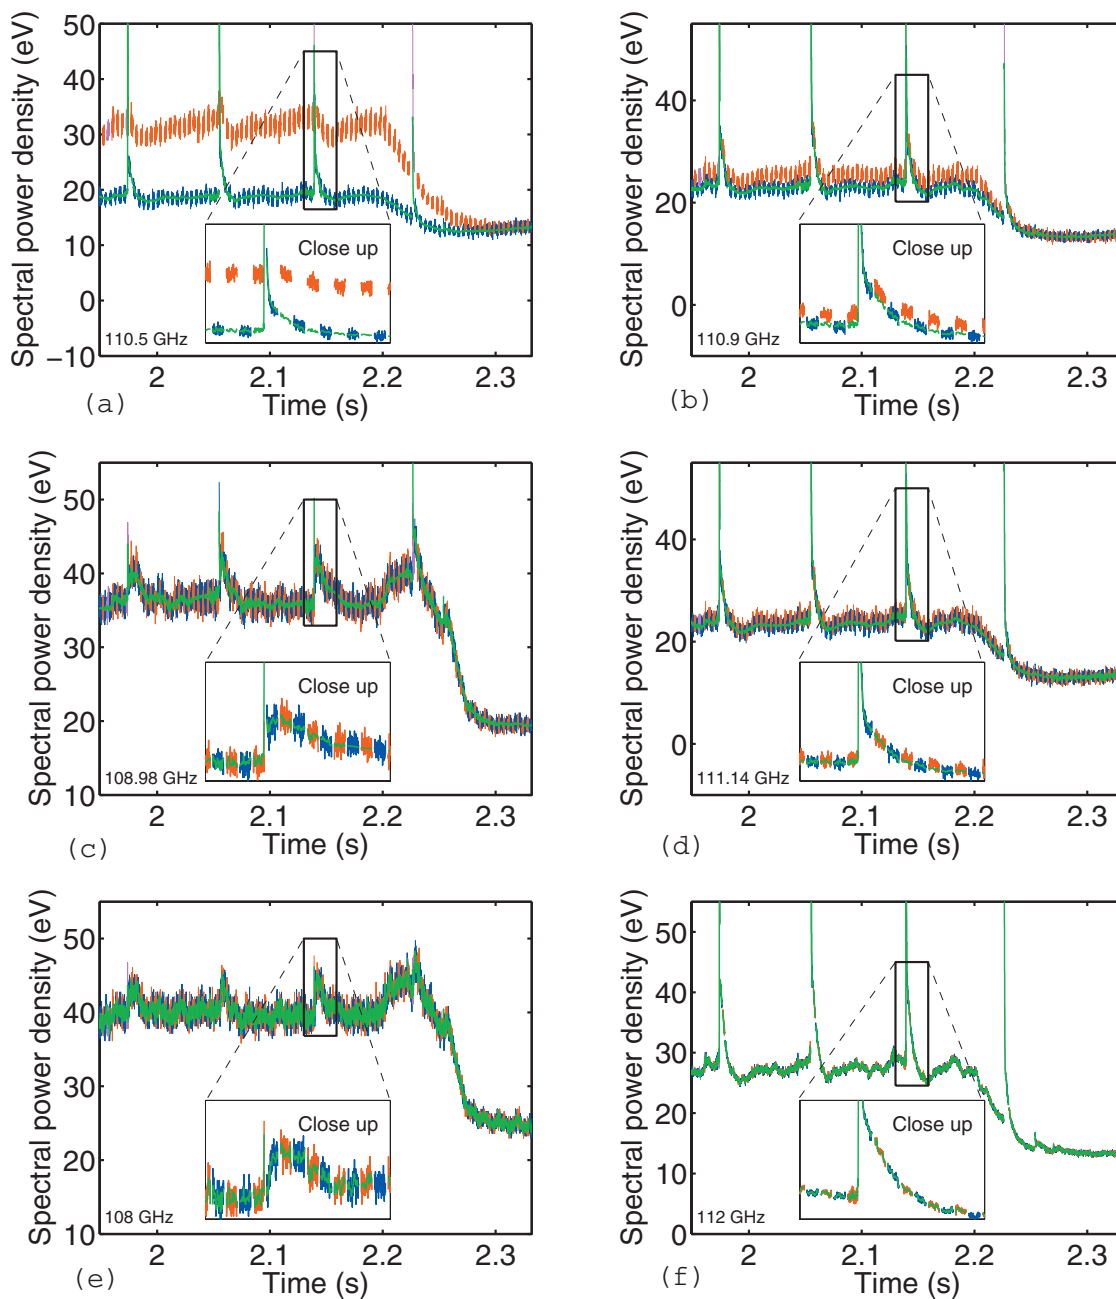 50
40
30
20
10
0
−10
Spectral power density (eV)
Close up
110.5 GHz
2 2.1 2.2 2.3
Time (s)
(a)
40
20
0
Spectral power density (eV)
Close up
110.9 GHz
2 2.1 2.2 2.3
Time (s)
(b)
50
40
30
20
10
Spectral power density (eV)
Close up
108.98 GHz
2 2.1 2.2 2.3
Time (s)
(c)
40
20
0
Spectral power density (eV)
Close up
111.14 GHz
2 2.1 2.2 2.3
Time (s)
(d)
50
40
30
20
10
Spectral power density (eV)
Close up
108 GHz
2 2.1 2.2 2.3
Time (s)
(e)
50
40
30
20
10
0
Spectral power density (eV)
Close up
112 GHz
2 2.1 2.2 2.3
Time (s)
(f)